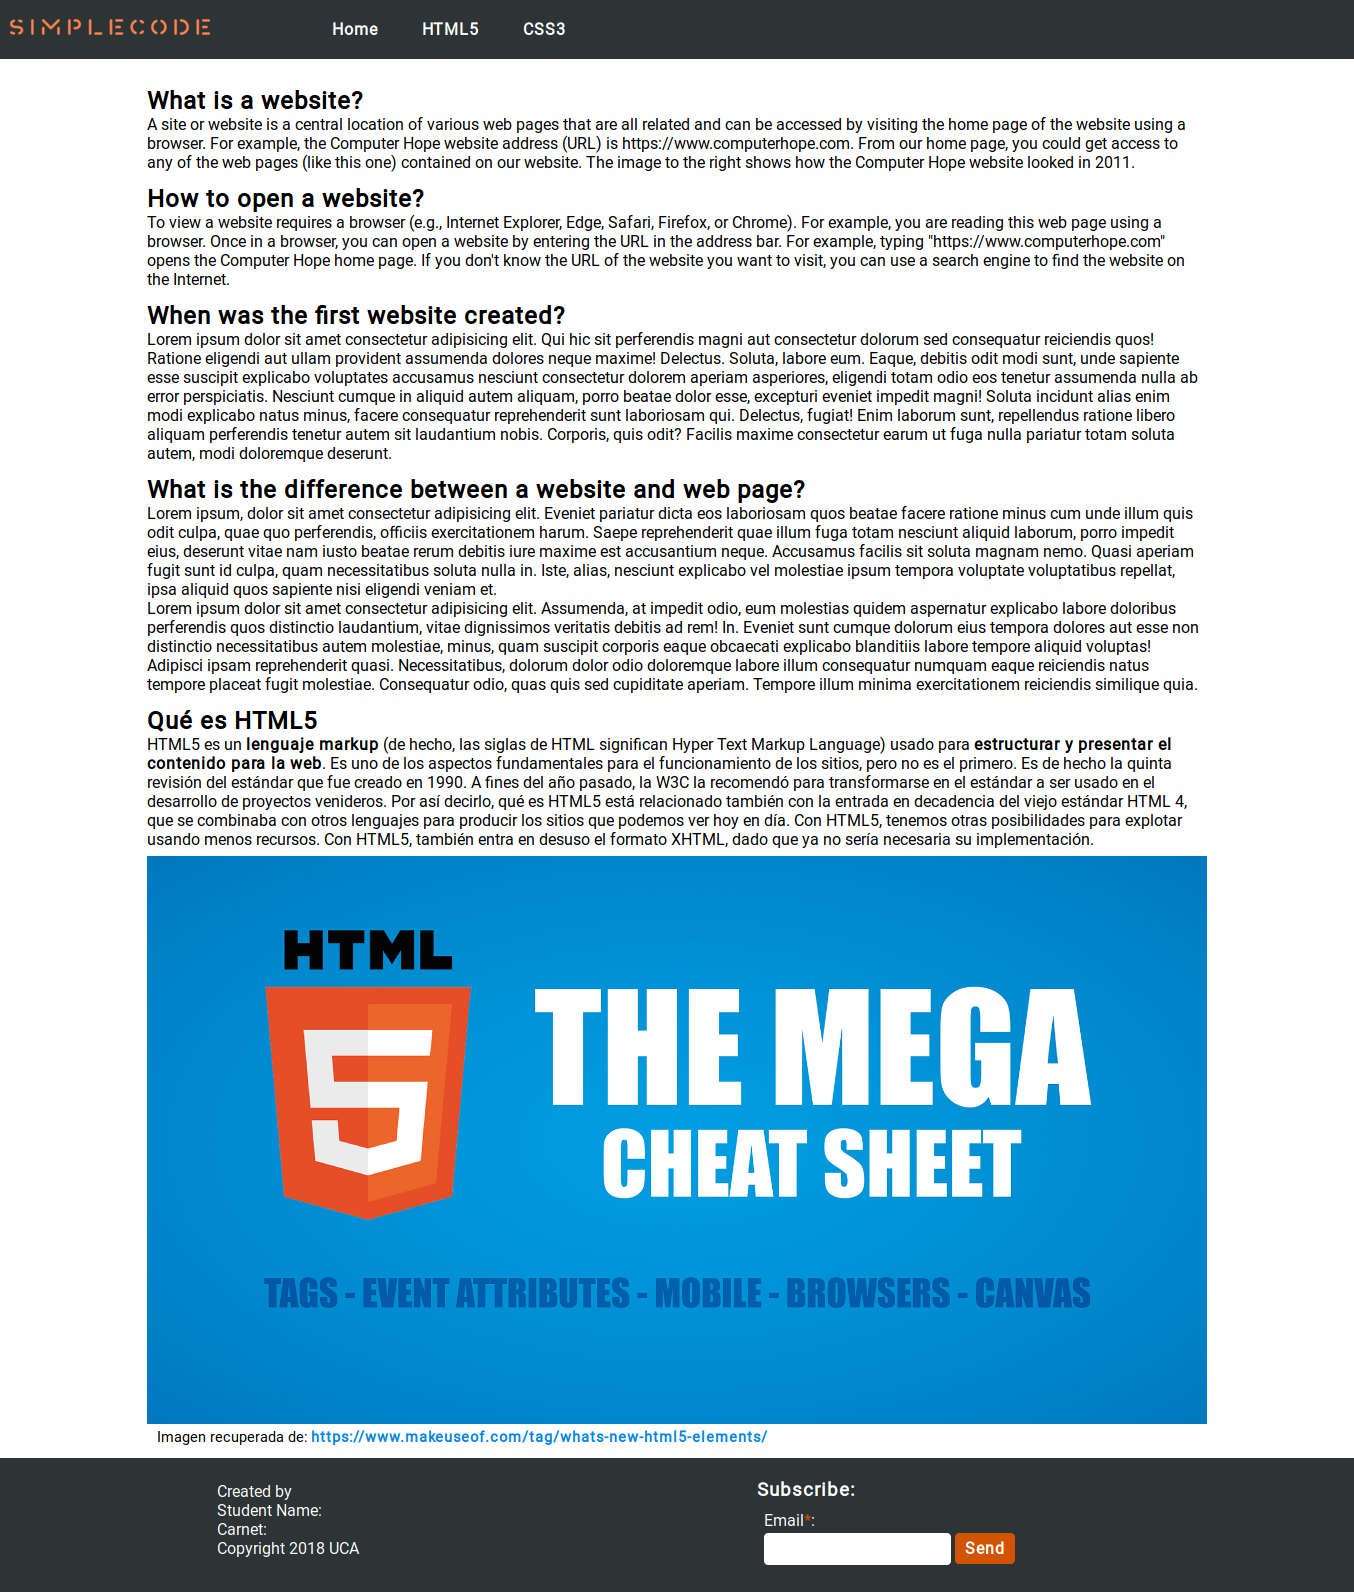 SIMPLECODE
Home HTML5 CSS3
What is a website?
A site or website is a central location of various web pages that are all related and can be accessed by visiting the home page of the website using a
browser. For example, the Computer Hope website address (URL) is https://www.computerhope.com. From our home page, you could get access to
any of the web pages (like this one) contained on our website. The image to the right shows how the Computer Hope website looked in 2011.
How to open a website?
To view a website requires a browser (e.g., Internet Explorer, Edge, Safari, Firefox, or Chrome). For example, you are reading this web page using a
browser. Once in a browser, you can open a website by entering the URL in the address bar. For example, typing "https://www.computerhope.com"
opens the Computer Hope home page. If you don't know the URL of the website you want to visit, you can use a search engine to find the website on
the Internet.
When was the first website created?
Lorem ipsum dolor sit amet consectetur adipisicing elit. Qui hic sit perferendis magni aut consectetur dolorum sed consequatur reiciendis quos!
Ratione eligendi aut ullam provident assumenda dolores neque maxime! Delectus. Soluta, labore eum. Eaque, debitis odit modi sunt, unde sapiente
esse suscipit explicabo voluptates accusamus nesciunt consectetur dolorem aperiam asperiores, eligendi totam odio eos tenetur assumenda nulla ab
error perspiciatis. Nesciunt cumque in aliquid autem aliquam, porro beatae dolor esse, excepturi eveniet impedit magni! Soluta incidunt alias enim
modi explicabo natus minus, facere consequatur reprehenderit sunt laboriosam qui. Delectus, fugiat! Enim laborum sunt, repellendus ratione libero
aliquam perferendis tenetur autem sit laudantium nobis. Corporis, quis odit? Facilis maxime consectetur earum ut fuga nulla pariatur totam soluta
autem, modi doloremque deserunt.
What is the difference between a website and web page?
Lorem ipsum, dolor sit amet consectetur adipisicing elit. Eveniet pariatur dicta eos laboriosam quos beatae facere ratione minus cum unde illum quis
odit culpa, quae quo perferendis, officiis exercitationem harum. Saepe reprehenderit quae illum fuga totam nesciunt aliquid laborum, porro impedit
eius, deserunt vitae nam iusto beatae rerum debitis iure maxime est accusantium neque. Accusamus facilis sit soluta magnam nemo. Quasi aperiam
fugit sunt id culpa, quam necessitatibus soluta nulla in. Iste, alias, nesciunt explicabo vel molestiae ipsum tempora voluptate voluptatibus repellat,
ipsa aliquid quos sapiente nisi eligendi veniam et.
Lorem ipsum dolor sit amet consectetur adipisicing elit. Assumenda, at impedit odio, eum molestias quidem aspernatur explicabo labore doloribus
perferendis quos distinctio laudantium, vitae dignissimos veritatis debitis ad rem! In. Eveniet sunt cumque dolorum eius tempora dolores aut esse non
distinctio necessitatibus autem molestiae, minus, quam suscipit corporis eaque obcaecati explicabo blanditiis labore tempore aliquid voluptas!
Adipisci ipsam reprehenderit quasi. Necessitatibus, dolorum dolor odio doloremque labore illum consequatur numquam eaque reiciendis natus
tempore placeat fugit molestiae. Consequatur odio, quas quis sed cupiditate aperiam. Tempore illum minima exercitationem reiciendis similique quia.
Qué es HTML5
HTML5 es un lenguaje markup (de hecho, las siglas de HTML significan Hyper Text Markup Language) usado para estructurar y presentar el
contenido para la web. Es uno de los aspectos fundamentales para el funcionamiento de los sitios, pero no es el primero. Es de hecho la quinta
revisión del estándar que fue creado en 1990. A fines del año pasado, la W3C la recomendó para transformarse en el estándar a ser usado en el
desarrollo de proyectos venideros. Por así decirlo, qué es HTML5 está relacionado también con la entrada en decadencia del viejo estándar HTML 4,
que se combinaba con otros lenguajes para producir los sitios que podemos ver hoy en día. Con HTML5, tenemos otras posibilidades para explotar
usando menos recursos. Con HTML5, también entra en desuso el formato XHTML, dado que ya no sería necesaria su implementación.
HTML
5
THE MEGA
CHEAT SHEET
TAGS - EVENT ATTRIBUTES - MOBILE - BROWSERS - CANVAS
Imagen recuperada de: https://www.makeuseof.com/tag/whats-new-html5-elements/
Created by
Student Name:
Carnet:
Copyright 2018 UCA
Subscribe:
Email*:
Send